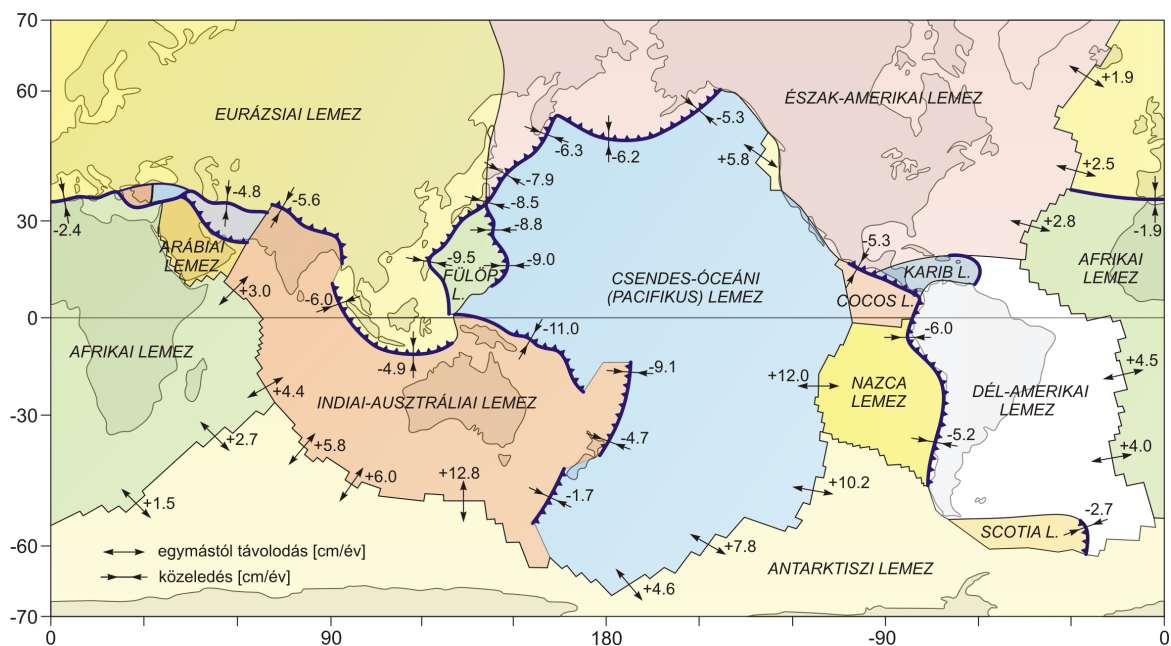 70
60
30
0
-30
-60
-70
0
90
180
-90
0
EURÁZSIAI LEMEZ
ÉSZAK-AMERIKAI LEMEZ
ARÁBIAI
LEMEZ
FÜLÖP
L.
CSENDES-ÓCEÁNI
(PACIFIKUS) LEMEZ
KARIB L.
COCOS L.
AFRIKAI
LEMEZ
AFRIKAI LEMEZ
INDIAI-AUSZTRÁLIAI LEMEZ
NAZCA
LEMEZ
DÉL-AMERIKAI
LEMEZ
SCOTIA L.
ANTARKTISZI LEMEZ
+1.9
-5.3
-6.3
-6.2
+5.8
+2.5
-7.9
-4.8
-5.6
-8.5
-2.4
-8.8
+2.8
-1.9
-5.3
-9.5
-9.0
+3.0
-6.0
-11.0
-6.0
-4.9
-9.1
+12.0
+4.5
+4.4
+2.7
+5.8
-4.7
-5.2
+4.0
+6.0
+12.8
-1.7
+10.2
+1.5
-2.7
+7.8
+4.6
egymástól távolodás [cm/év]
közeledés [cm/év]